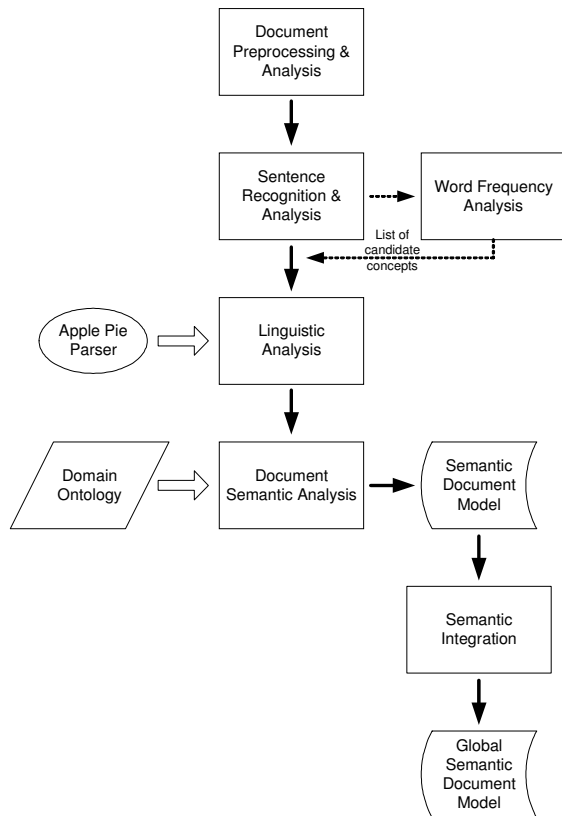 Document
Preprocessing &
Analysis
Sentence
Recognition &
Analysis
Word Frequency
Analysis
List of
candidate
concepts
Apple Pie
Parser
Linguistic
Analysis
Domain
Ontology
Document
Semantic Analysis
Semantic
Document
Model
Semantic
Integration
Global
Semantic
Document
Model